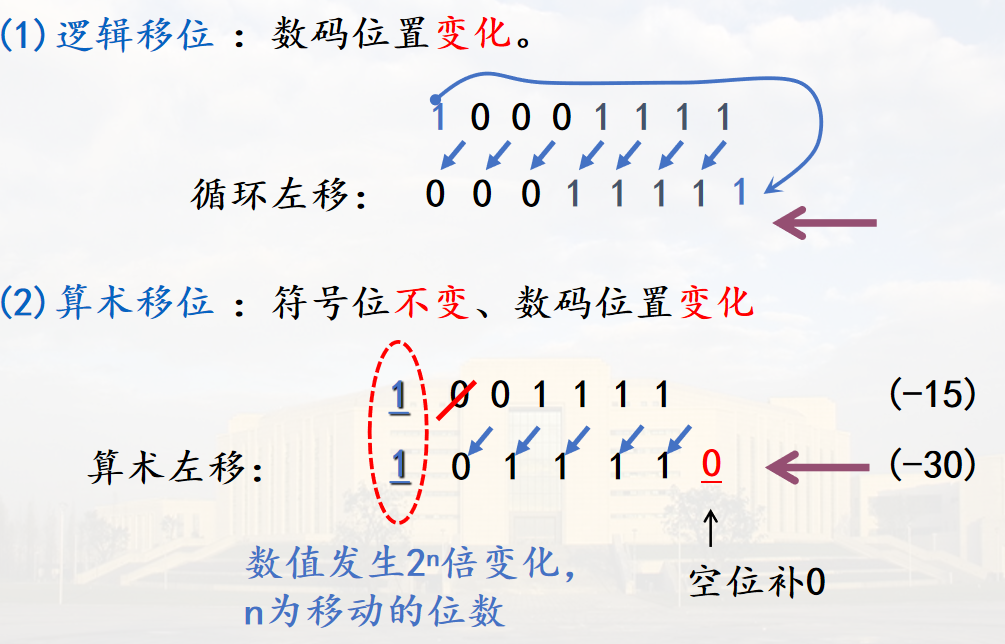 (1)逻辑移位 ：数码位置变化。
1 0 0 0 1 1 1 1
循环左移： 0 0 0 1 1 1 1 1
(2)算术移位 ：符号位不变、数码位置变化
1 0 0 1 1 1 1 (-15)
算术左移： 1 0 1 1 1 1 0 (-30)
数值发生2ⁿ倍变化，
n为移动的位数
空位补0